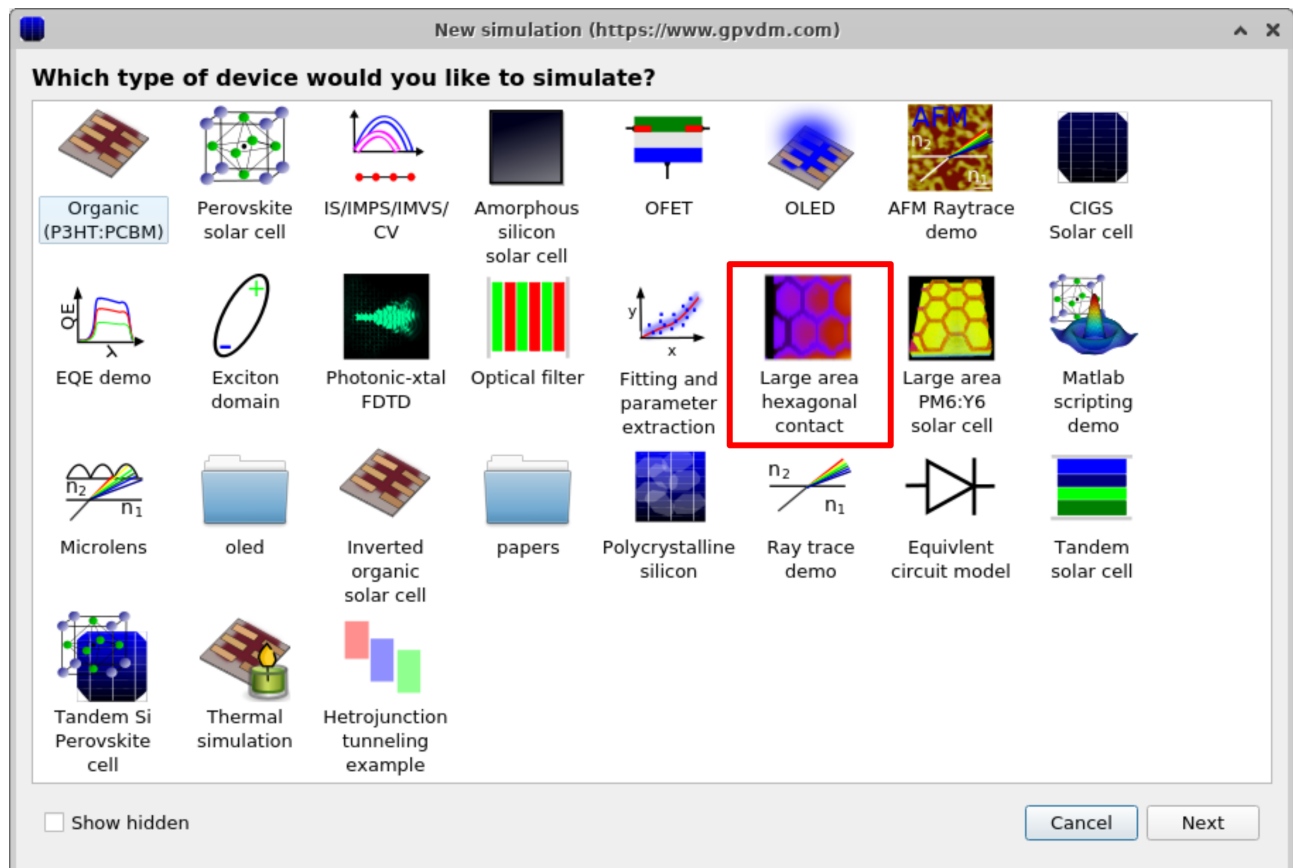 New simulation (https://www.gpvdm.com)
Which type of device would you like to simulate?
Organic
(P3HT:PCBM)
Perovskite
solar cell
IS/IMPS/IMVS/
CV
Amorphous
silicon
solar cell
OFET
OLED
AFM
n2
n1
AFM Raytrace
demo
CIGS
Solar cell
QE
λ
EQE demo
+
-
Exciton
domain
Photonic-xtal
FDTD
Optical filter
y
x
Fitting and
parameter
extraction
Large area
hexagonal
contact
Large area
PM6:Y6
solar cell
Matlab
scripting
demo
n2
n1
Microlens
oled
Inverted
organic
solar cell
papers
Polycrystalline
silicon
n2
n1
Ray trace
demo
Equivlent
circuit model
Tandem
solar cell
Tandem Si
Perovskite
cell
Thermal
simulation
Hetrojunction
tunneling
example
Show hidden
Cancel
Next